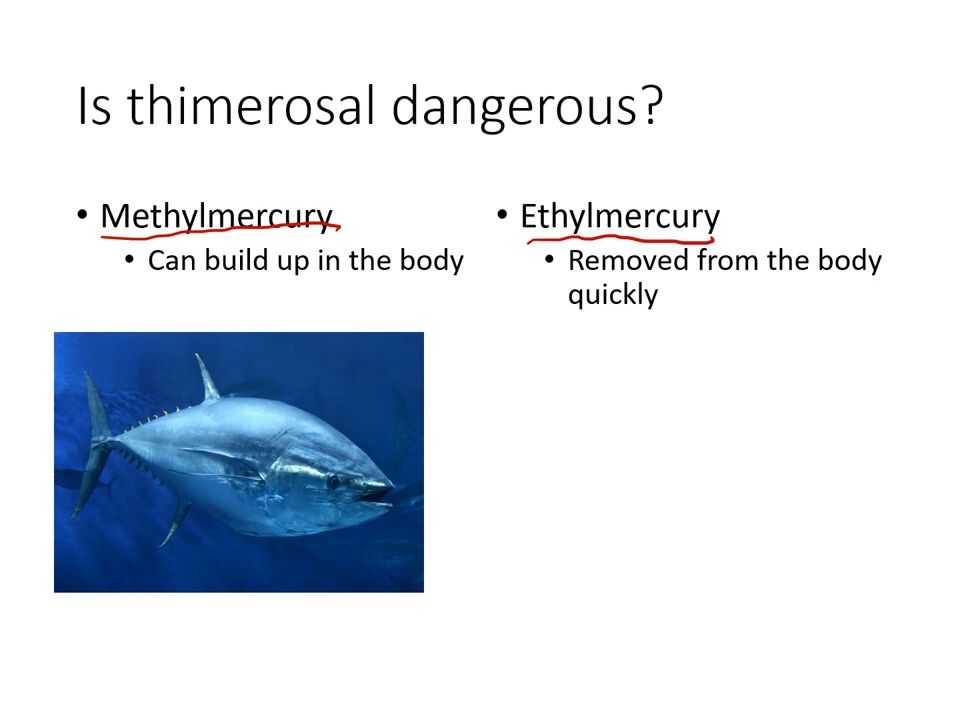 Is thimerosal dangerous?
• Methylmercury
• Can build up in the body
• Ethylmercury
• Removed from the body
quickly